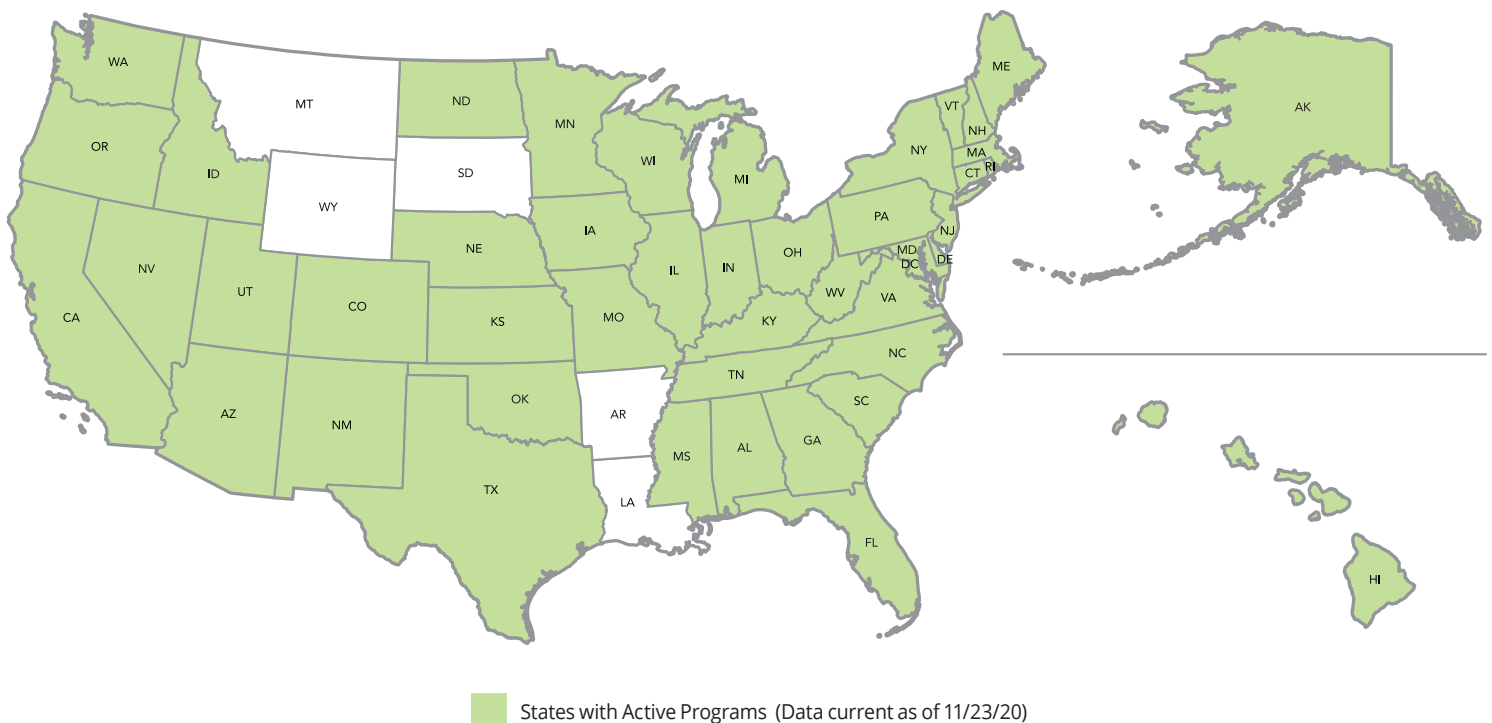 WA
MT
ND
MN
OR
ID
WY
SD
WI
MI
NY
VT
NH
ME
MA
CT
RI
NV
UT
CO
NE
IA
IL
IN
OH
PA
NJ
MD
DC
DE
CA
KS
MO
KY
WV
VA
AZ
NM
OK
AR
TN
NC
SC
TX
LA
MS
AL
GA
FL
AK
HI
States with Active Programs (Data current as of 11/23/20)